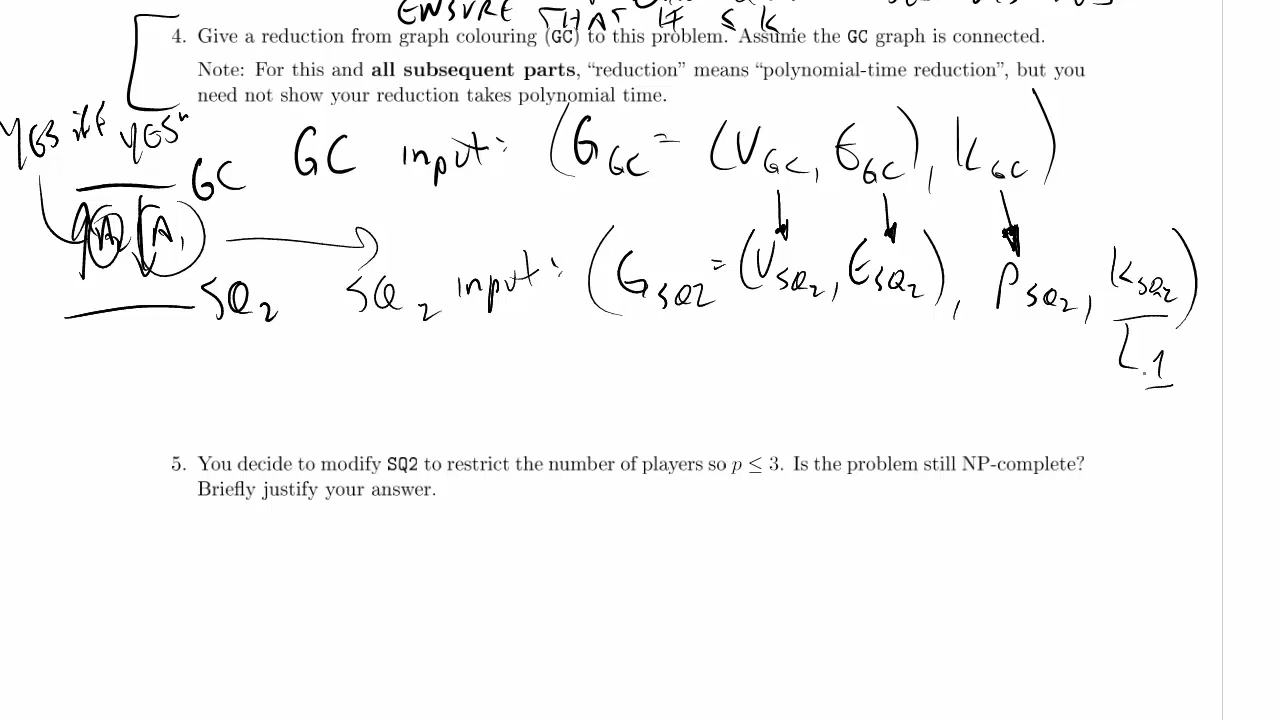 ENSURE THAT IF ≤ K
4. Give a reduction from graph colouring (GC) to this problem. Assume the GC graph is connected.
Note: For this and all subsequent parts, “reduction” means “polynomial-time reduction”, but you
need not show your reduction takes polynomial time.
YES iff YES
GC
GC input: (G_GC = (V_GC, E_GC), K_GC)
A_1
SQ_2
SQ_2 input: (G_SQ2 = (V_SQ2, E_SQ2), P_SQ2, K_SQ2)
1
5. You decide to modify SQ2 to restrict the number of players so p ≤ 3. Is the problem still NP-complete?
Briefly justify your answer.